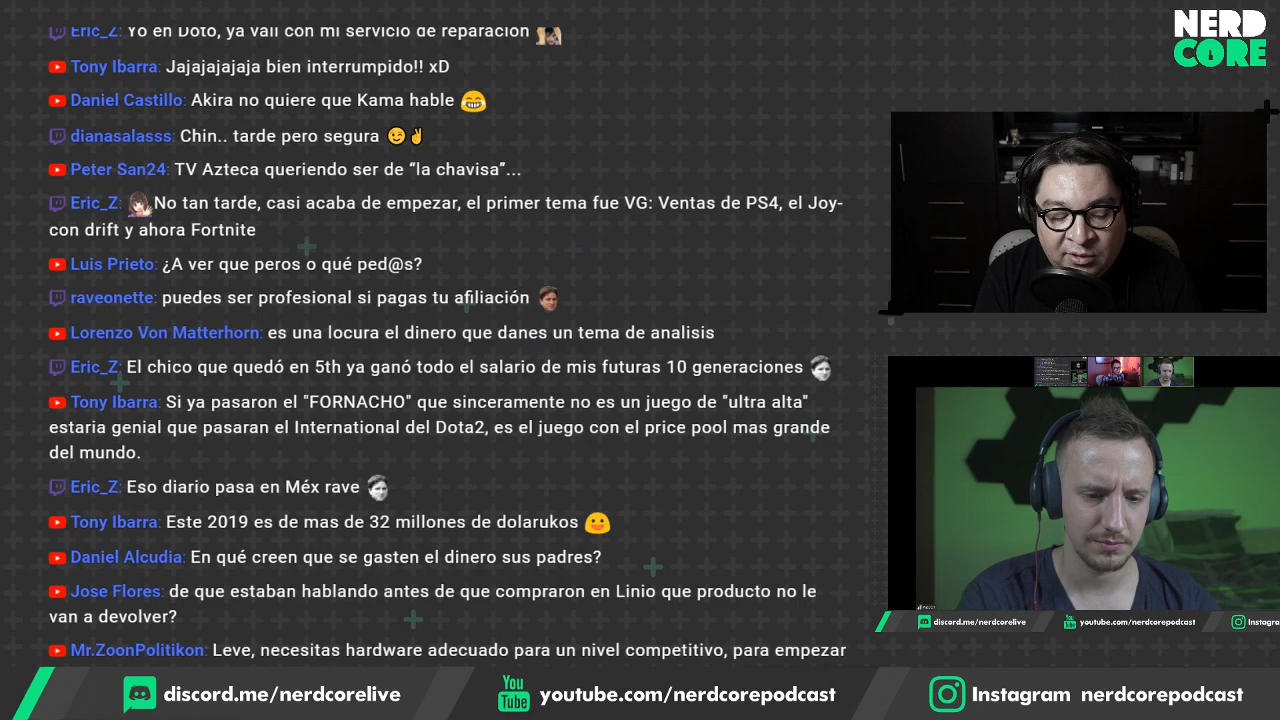 NERD
CORE
Eric_Z: Yo en Doto, ya valí con mi servicio de reparación
Tony Ibarra: Jajajajajaja bien interrumpido!! xD
Daniel Castillo: Akira no quiere que Kama hable 😂
dianasalasss: Chin.. tarde pero segura 😉✌
Peter San24: TV Azteca queriendo ser de “la chavisa”...
Eric_Z: No tan tarde, casi acaba de empezar, el primer tema fue VG: Ventas de PS4, el Joy-
con drift y ahora Fortnite
Luis Prieto: ¿A ver que peros o qué ped@s?
raveonette: puedes ser profesional si pagas tu afiliación
Lorenzo Von Matterhorn: es una locura el dinero que danes un tema de analisis
Eric_Z: El chico que quedó en 5th ya ganó todo el salario de mis futuras 10 generaciones
Tony Ibarra: Si ya pasaron el "FORNACHO" que sinceramente no es un juego de "ultra alta"
estaria genial que pasaran el International del Dota2, es el juego con el price pool mas grande
del mundo.
Eric_Z: Eso diario pasa en Méx rave
Tony Ibarra: Este 2019 es de mas de 32 millones de dolarukos 😛
Daniel Alcudia: En qué creen que se gasten el dinero sus padres?
Jose Flores: de que estaban hablando antes de que compraron en Linio que producto no le
van a devolver?
Mr.ZoonPolitikon: Leve, necesitas hardware adecuado para un nivel competitivo, para empezar
discord.me/nerdcorelive
youtube.com/nerdcorepodcast
Instagra
discord.me/nerdcorelive
You Tube youtube.com/nerdcorepodcast
Instagram nerdcorepodcast